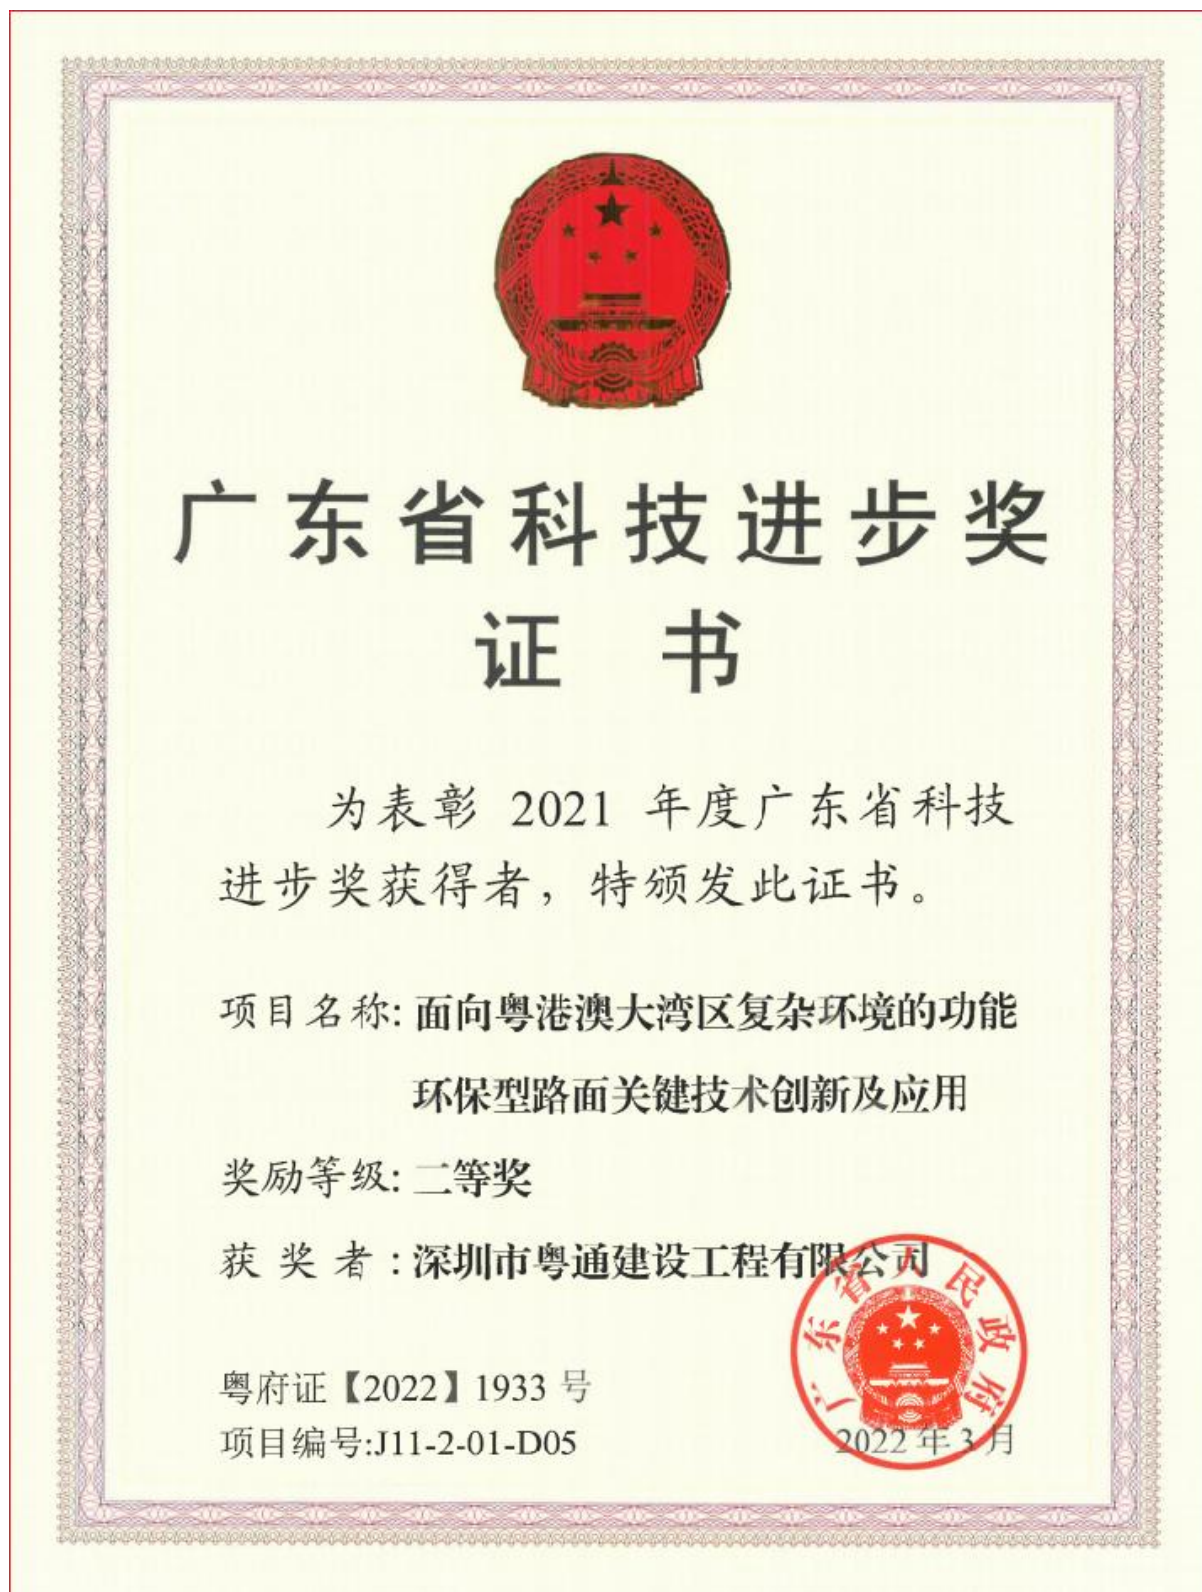 广东省科技进步奖
证书
为表彰 2021 年度广东省科技
进步奖获得者，特颁发此证书。
项目名称: 面向粤港澳大湾区复杂环境的功能
环保型路面关键技术创新及应用
奖励等级: 二等奖
获奖者: 深圳市粤通建设工程有限公司
广东省人民政府
粤府证【2022】1933 号
项目编号:J11-2-01-D05
2022 年 3 月